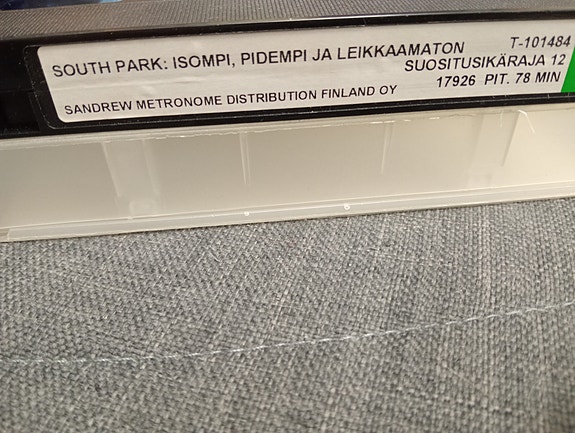 SOUTH PARK: ISOMPI, PIDEMPI JA LEIKKAAMATON T-101484
SUOSITUSIKÄRAJA 12
SANDREW METRONOME DISTRIBUTION FINLAND OY 17926 PIT. 78 MIN